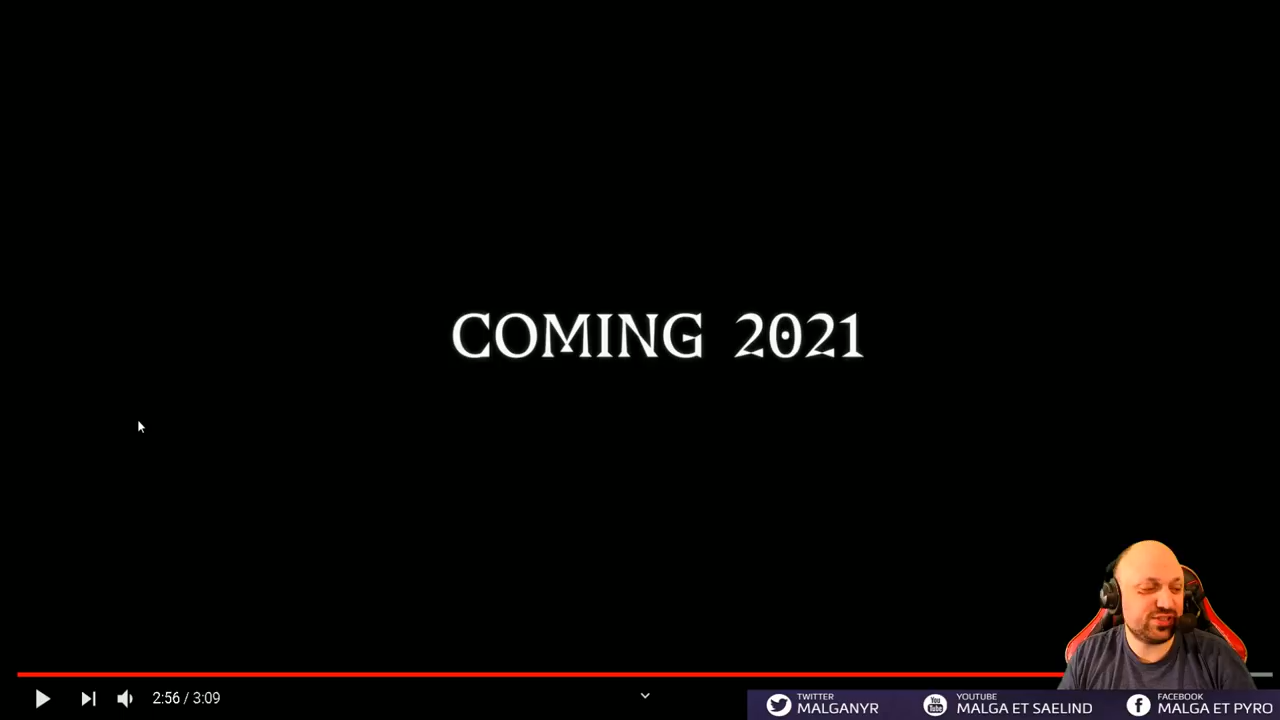 COMING 2021
2:56 / 3:09
TWITTER
MALGANYR
YOUTUBE
MALGA ET SAELIND
FACEBOOK
MALGA ET PYRO